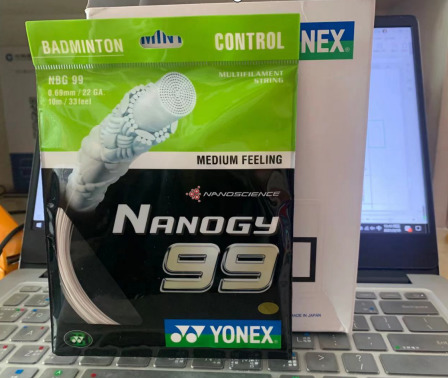 BADMINTON
CONTROL
NBG 99
0.69mm / 22 GA
10m / 33feet
MULTIFILAMENT
STRING
MEDIUM FEELING
NANOSCIENCE
NANOGY
99
YONEX
NEX
MADE IN JAPAN